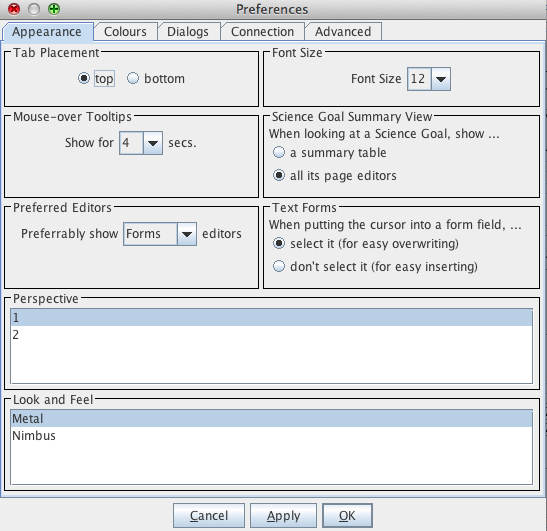 Preferences
Appearance Colours Dialogs Connection Advanced
Tab Placement
top bottom
Font Size
Font Size 12
Mouse-over Tooltips
Show for 4 secs.
Science Goal Summary View
When looking at a Science Goal, show ...
a summary table
all its page editors
Preferred Editors
Preferrably show Forms editors
Text Forms
When putting the cursor into a form field, ...
select it (for easy overwriting)
don't select it (for easy inserting)
Perspective
1
2
Look and Feel
Metal
Nimbus
Cancel Apply OK